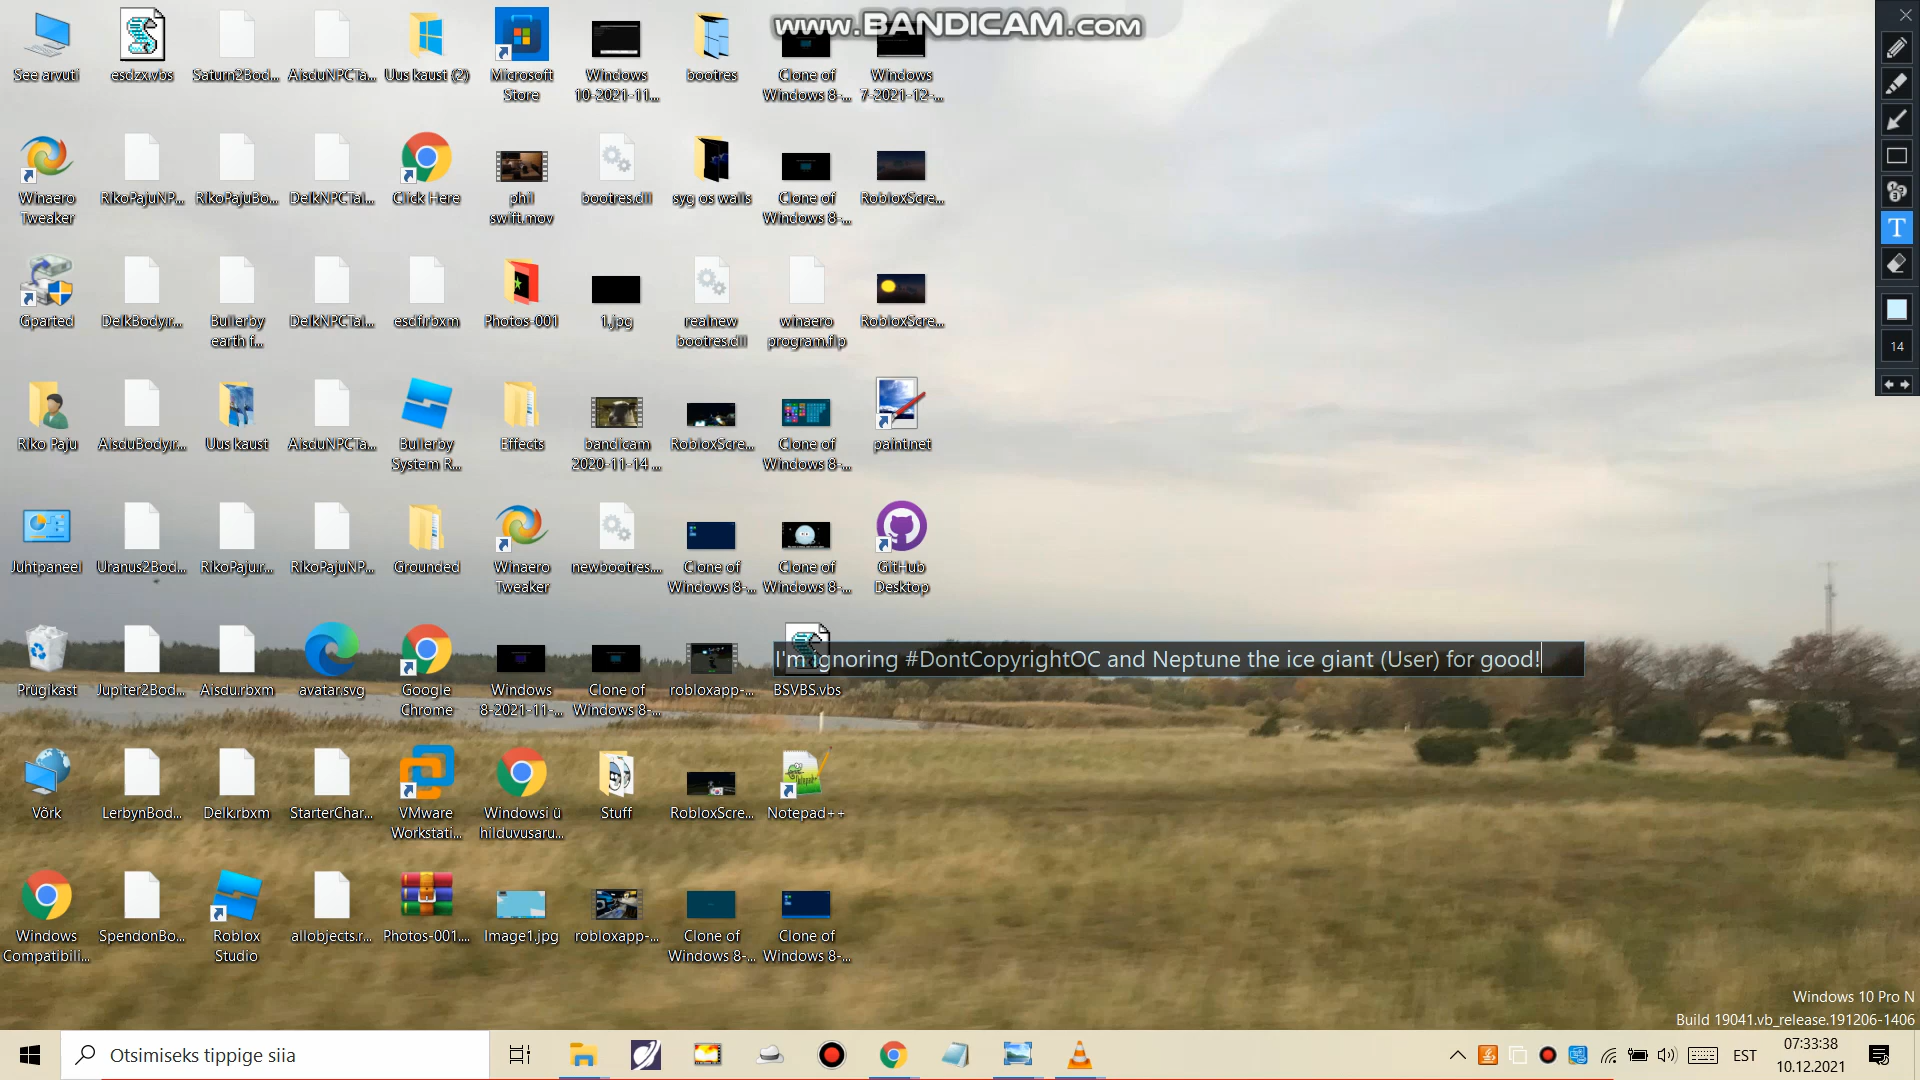 www.BANDICAM.com
See arvuti
esdzx.vbs
Saturn2Bod...
AisduNPCTa...
Uus kaust (2)
Microsoft
Store
Windows
10-2021-11...
bootres
Clone of
Windows 8-...
Windows
7-2021-12-...
Winaero
Tweaker
RIkoPajuNP...
RIkoPajuBo...
DelkNPCTal...
Click Here
phil
swift.mov
bootres.dll
syg os walls
Clone of
Windows 8-...
RobloxScre...
Gparted
DelkBodyir...
Bullerby
earth f...
DelkNPCTal...
esdfirbxm
Photos-001
1.jpg
reainew
bootres.dll
winaero
program.flp
RobloxScre...
RIko Paju
AisduBodyir...
Uus kaust
AisduNPCTa...
Bullerby
System R...
Effects
bandicam
2020-11-14 ...
RobloxScre...
Clone of
Windows 8-...
paint.net
Juhtpaneel
Uranus2Bod...
RIkoPaju.r...
RIkoPajuNP...
Grounded
Winaero
Tweaker
newbootres....
Clone of
Windows 8-...
Clone of
Windows 8-...
GitHub
Desktop
I'm ignoring #DontCopyrightOC and Neptune the ice giant (User) for good!
Prügikast
Jupiter2Bod...
Aisdu.rbxm
avatar.svg
Google
Chrome
Windows
8-2021-11-...
Clone of
Windows 8-...
robloxapp-...
BSVBS.vbs
Võrk
LerbynBod...
Delk.rbxm
StarterChar...
VMware
Workstati...
Windowsi ü
hilduvusaru...
Stuff
RobloxScre...
Notepad++
Windows
Compatibili...
SpendonBo...
Roblox
Studio
allobjects.r...
Photos-001....
Image1.jpg
robloxapp-...
Clone of
Windows 8-...
Clone of
Windows 8-...
T
14
Windows 10 Pro N
Build 19041.vb_release.191206-1406
Otsimiseks tippige siia
EST
07:33:38
10.12.2021